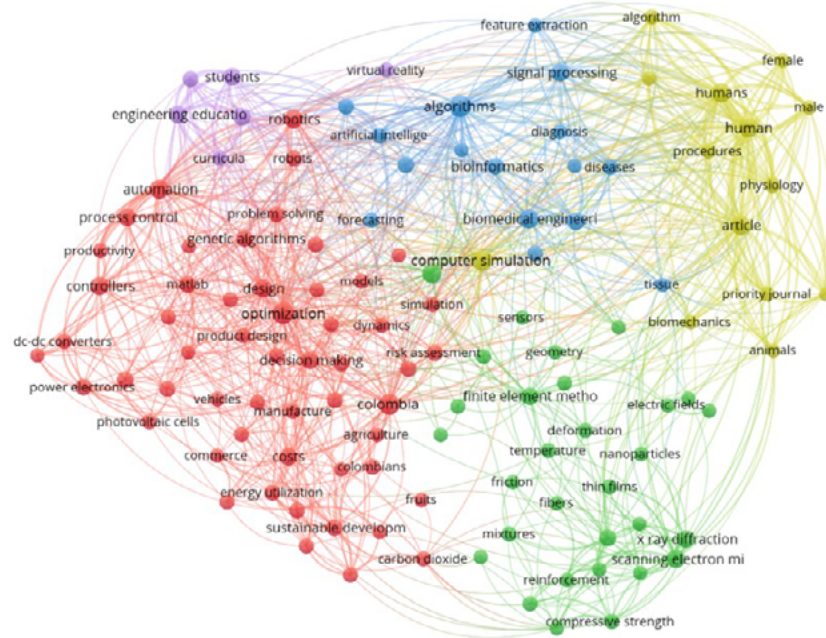 algorithm
feature extraction
female
virtual reality
signal processing
students
humans
algorithms
male
engineering educatio
robotics
human
artificial intellige
diagnosis
procedures
curricula
robots
bioinformatics
diseases
automation
physiology
process control
problem solving
forecasting
biomedical engineeri
article
genetic algorithms
productivity
computer simulation
controllers
matlab
design
models
tissue
priority journal
simulation
optimization
sensors
dynamics
biomechanics
product design
dc-dc converters
decision making
risk assessment
geometry
animals
power electronics
vehicles
finite element metho
manufacture
colombia
electric fields
photovoltaic cells
agriculture
deformation
commerce
costs
temperature
nanoparticles
colombians
friction
thin films
energy utilization
fruits
fibers
sustainable developm
mixtures
x ray diffraction
carbon dioxide
scanning electron mi
reinforcement
compressive strength